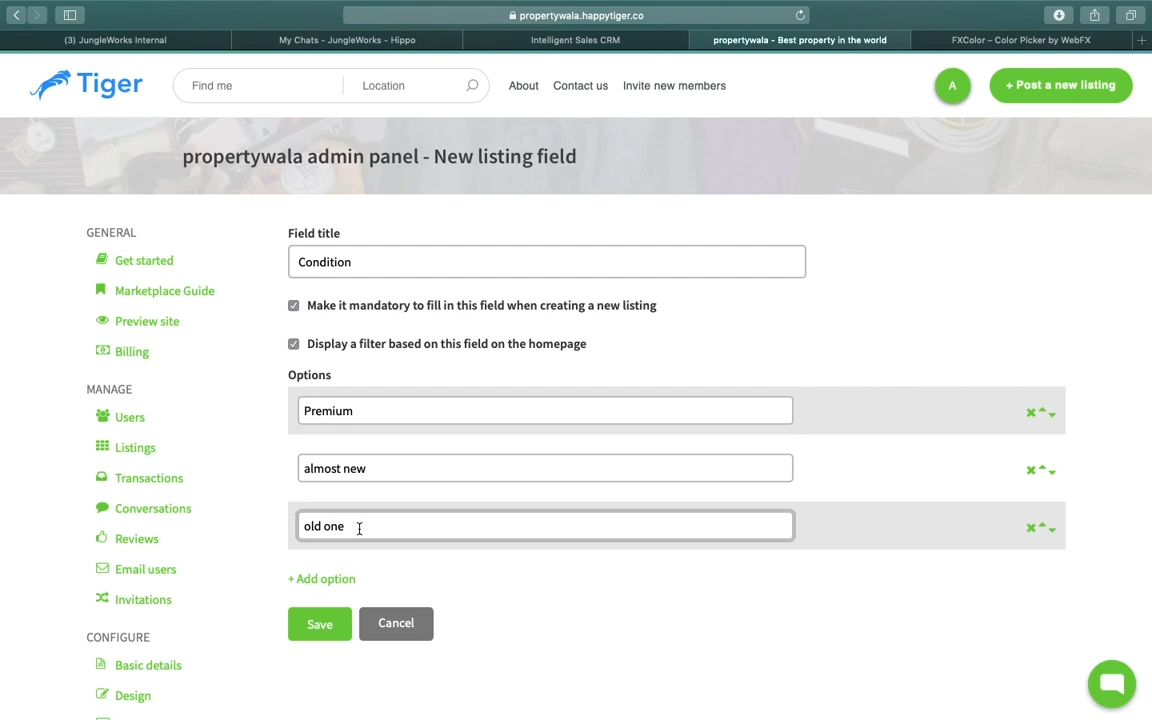 propertywala.happytiger.co
(3) JungleWorks Internal
My Chats - JungleWorks - Hippo
Intelligent Sales CRM
propertywala - Best property in the world
FXColor – Color Picker by WebFX
Tiger
Find me
Location
About
Contact us
Invite new members
A
+ Post a new listing
propertywala admin panel - New listing field
GENERAL
Get started
Marketplace Guide
Preview site
Billing
MANAGE
Users
Listings
Transactions
Conversations
Reviews
Email users
Invitations
CONFIGURE
Basic details
Design
Field title
Condition
Make it mandatory to fill in this field when creating a new listing
Display a filter based on this field on the homepage
Options
Premium
almost new
old one
+ Add option
Save
Cancel